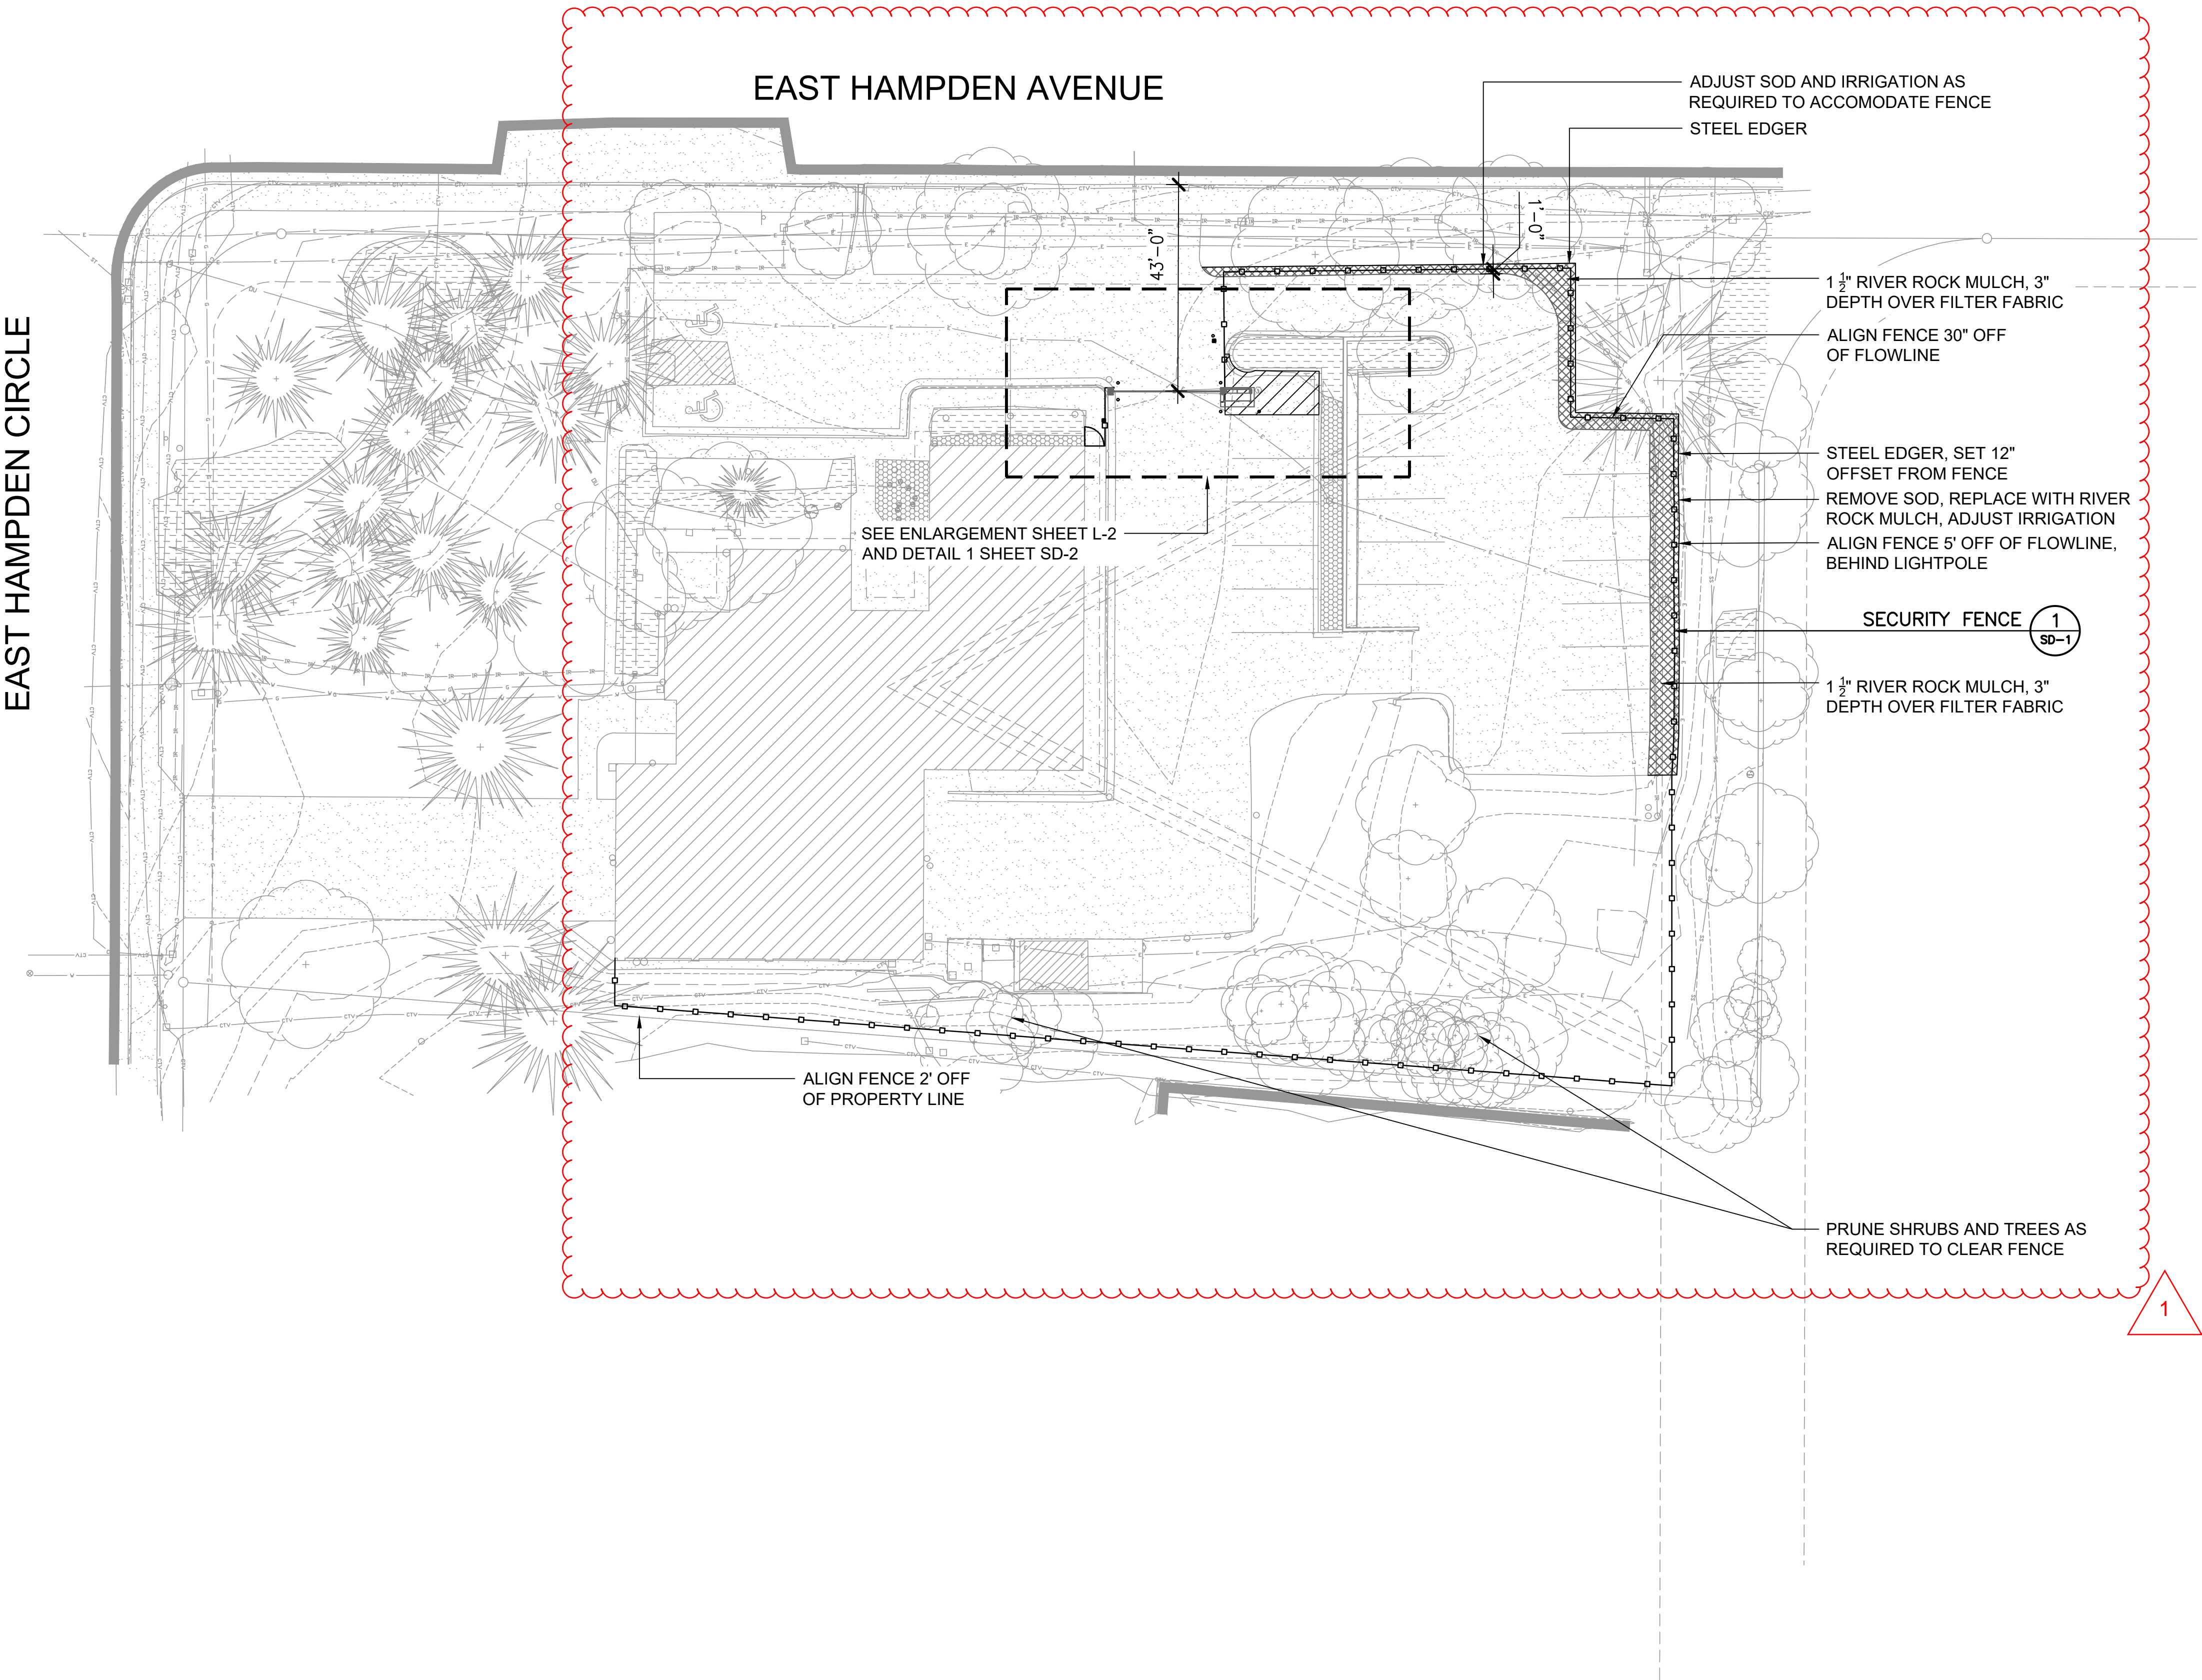 EAST HAMPDEN AVENUE
EAST HAMPDEN CIRCLE
ADJUST SOD AND IRRIGATION AS
REQUIRED TO ACCOMODATE FENCE
STEEL EDGER
43'-0"
1'-0"
1 1/2" RIVER ROCK MULCH, 3"
DEPTH OVER FILTER FABRIC
ALIGN FENCE 30" OFF
OF FLOWLINE
STEEL EDGER, SET 12"
OFFSET FROM FENCE
REMOVE SOD, REPLACE WITH RIVER
ROCK MULCH, ADJUST IRRIGATION
ALIGN FENCE 5' OFF OF FLOWLINE,
BEHIND LIGHTPOLE
SEE ENLARGEMENT SHEET L-2
AND DETAIL 1 SHEET SD-2
SECURITY FENCE
1
SD-1
1 1/2" RIVER ROCK MULCH, 3"
DEPTH OVER FILTER FABRIC
ALIGN FENCE 2' OFF
OF PROPERTY LINE
PRUNE SHRUBS AND TREES AS
REQUIRED TO CLEAR FENCE
1